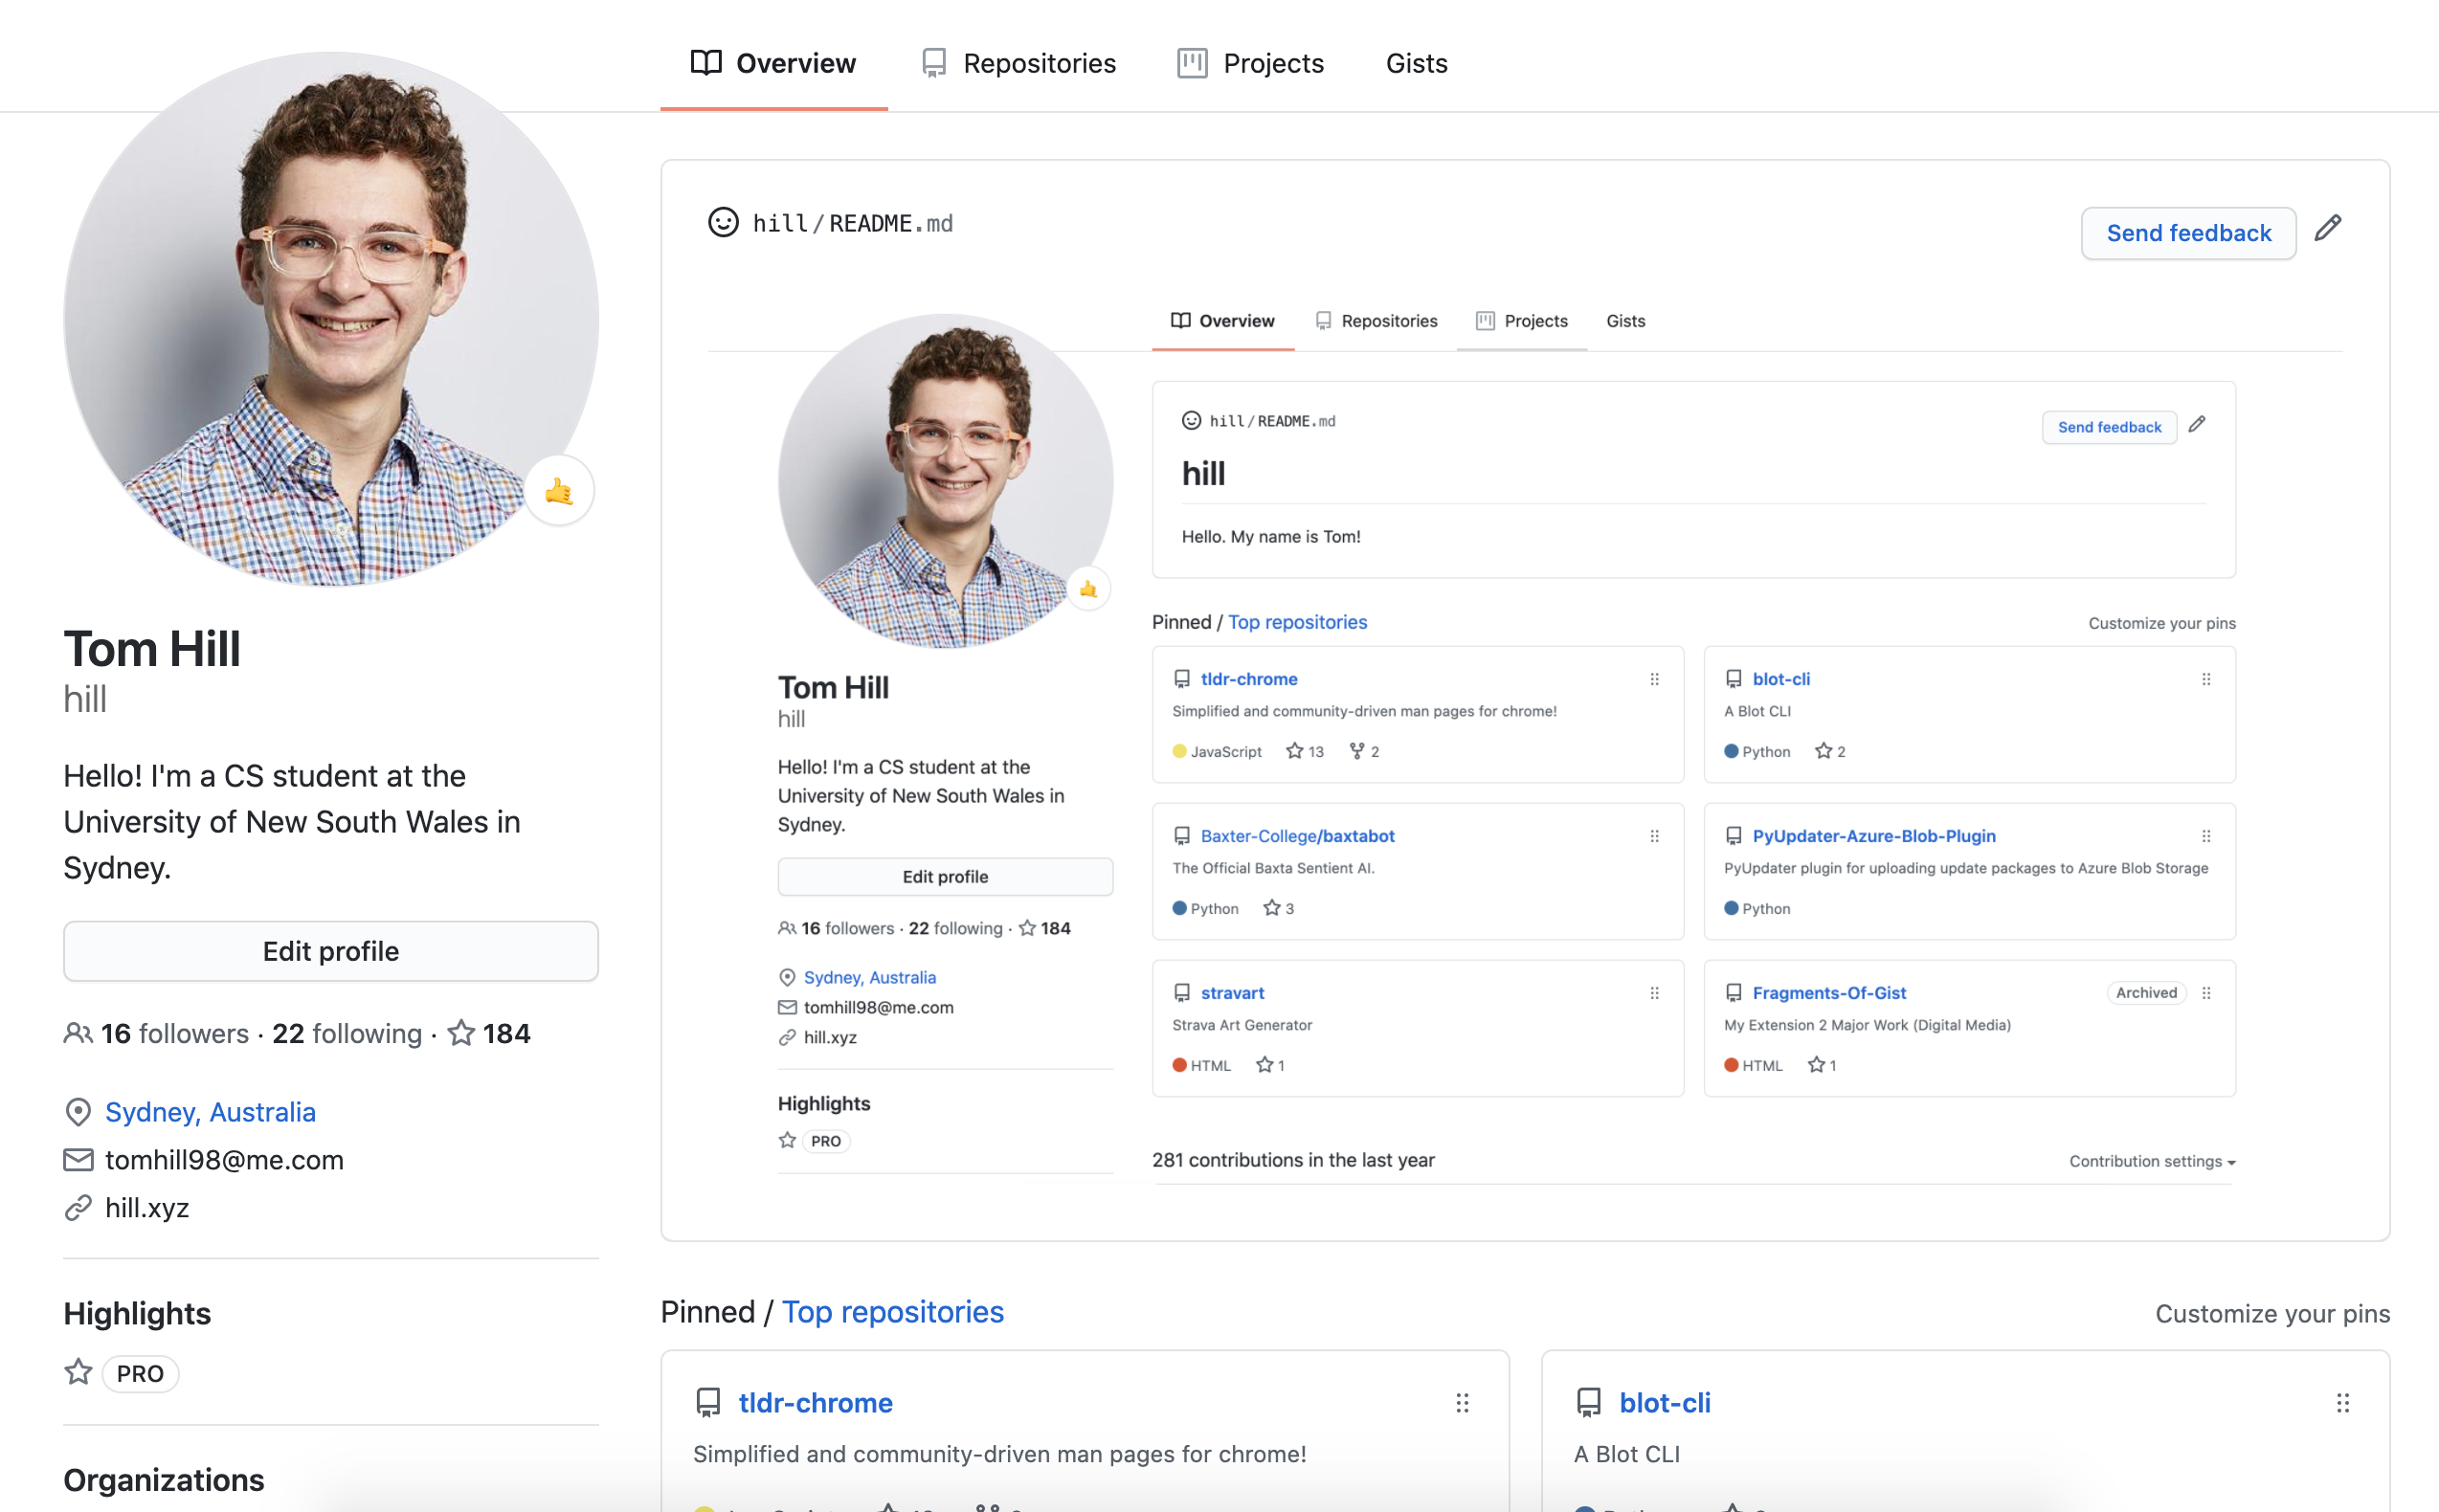 Overview Repositories Projects Gists
Tom Hill
hill
Hello! I'm a CS student at the
University of New South Wales in
Sydney.
Edit profile
16 followers · 22 following · 184
Sydney, Australia
tomhill98@me.com
hill.xyz
Highlights
PRO
Organizations
hill/README.md
Send feedback
Overview Repositories Projects Gists
Tom Hill
hill
Hello! I'm a CS student at the
University of New South Wales in
Sydney.
Edit profile
16 followers · 22 following · 184
Sydney, Australia
tomhill98@me.com
hill.xyz
Highlights
PRO
hill/README.md
Send feedback
hill
Hello. My name is Tom!
Pinned / Top repositories
Customize your pins
tldr-chrome
Simplified and community-driven man pages for chrome!
JavaScript 13 2
blot-cli
A Blot CLI
Python 2
Baxter-College/baxtabot
The Official Baxta Sentient AI.
Python 3
PyUpdater-Azure-Blob-Plugin
PyUpdater plugin for uploading update packages to Azure Blob Storage
Python
stravart
Strava Art Generator
HTML 1
Fragments-Of-Gist
Archived
My Extension 2 Major Work (Digital Media)
HTML 1
281 contributions in the last year
Contribution settings
Pinned / Top repositories
Customize your pins
tldr-chrome
Simplified and community-driven man pages for chrome!
blot-cli
A Blot CLI